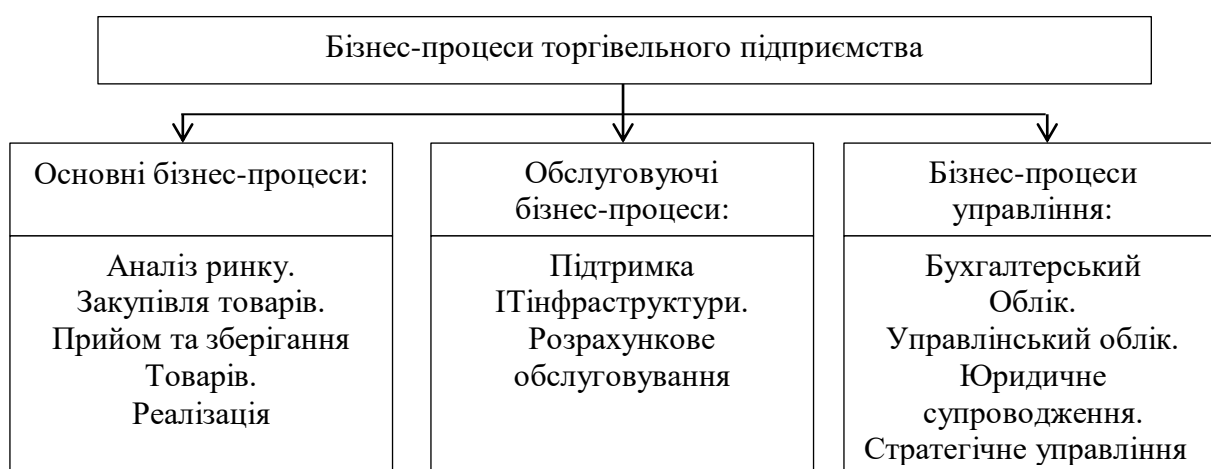 Бізнес-процеси торгівельного підприємства
Основні бізнес-процеси:
Аналіз ринку.
Закупівля товарів.
Прийом та зберігання
Товарів.
Реалізація
Обслуговуючі
бізнес-процеси:
Підтримка
ІТінфраструктури.
Розрахункове
обслуговування
Бізнес-процеси
управління:
Бухгалтерський
Облік.
Управлінський облік.
Юридичне
супроводження.
Стратегічне управління